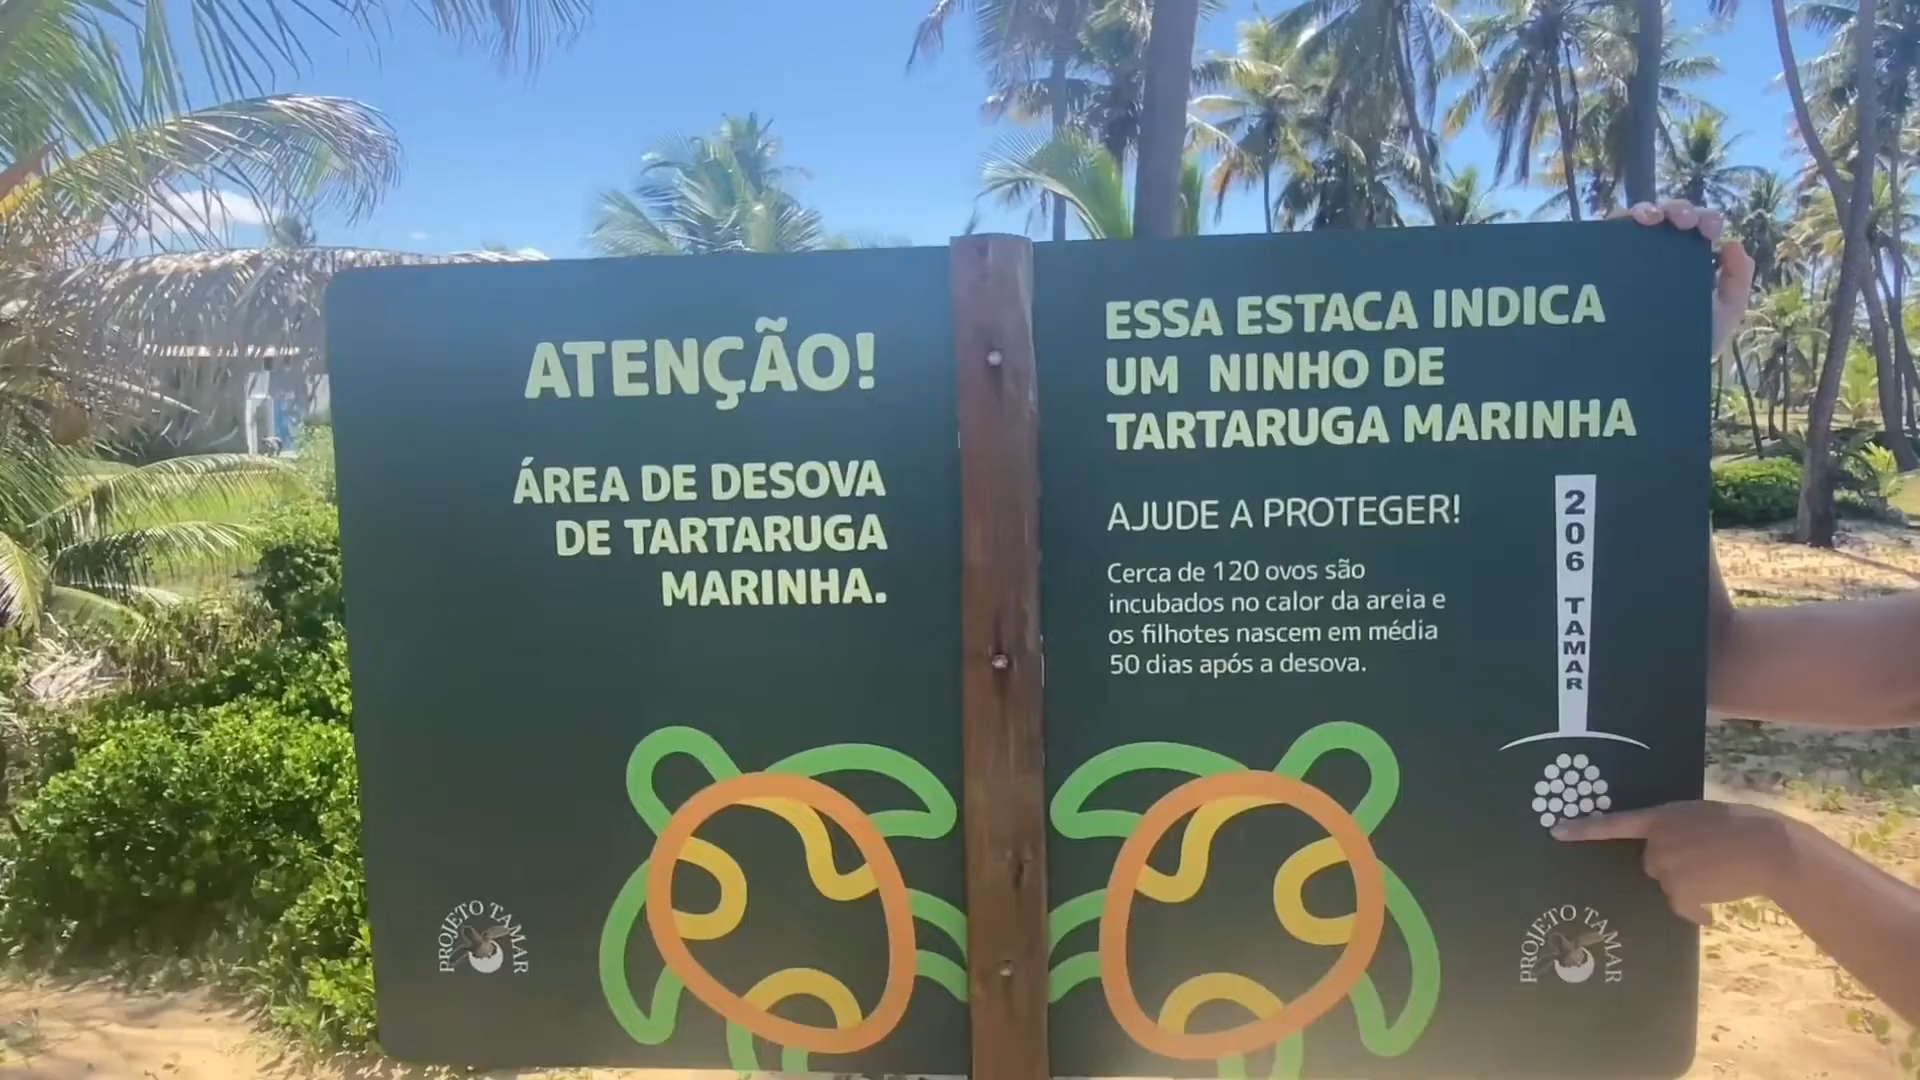 ATENÇÃO!
ÁREA DE DESOVA
DE TARTARUGA
MARINHA.
PROJETO TAMAR
ESSA ESTACA INDICA
UM NINHO DE
TARTARUGA MARINHA
AJUDE A PROTEGER!
Cerca de 120 ovos são
incubados no calor da areia e
os filhotes nascem em média
50 dias após a desova.
206 TAMAR
PROJETO TAMAR